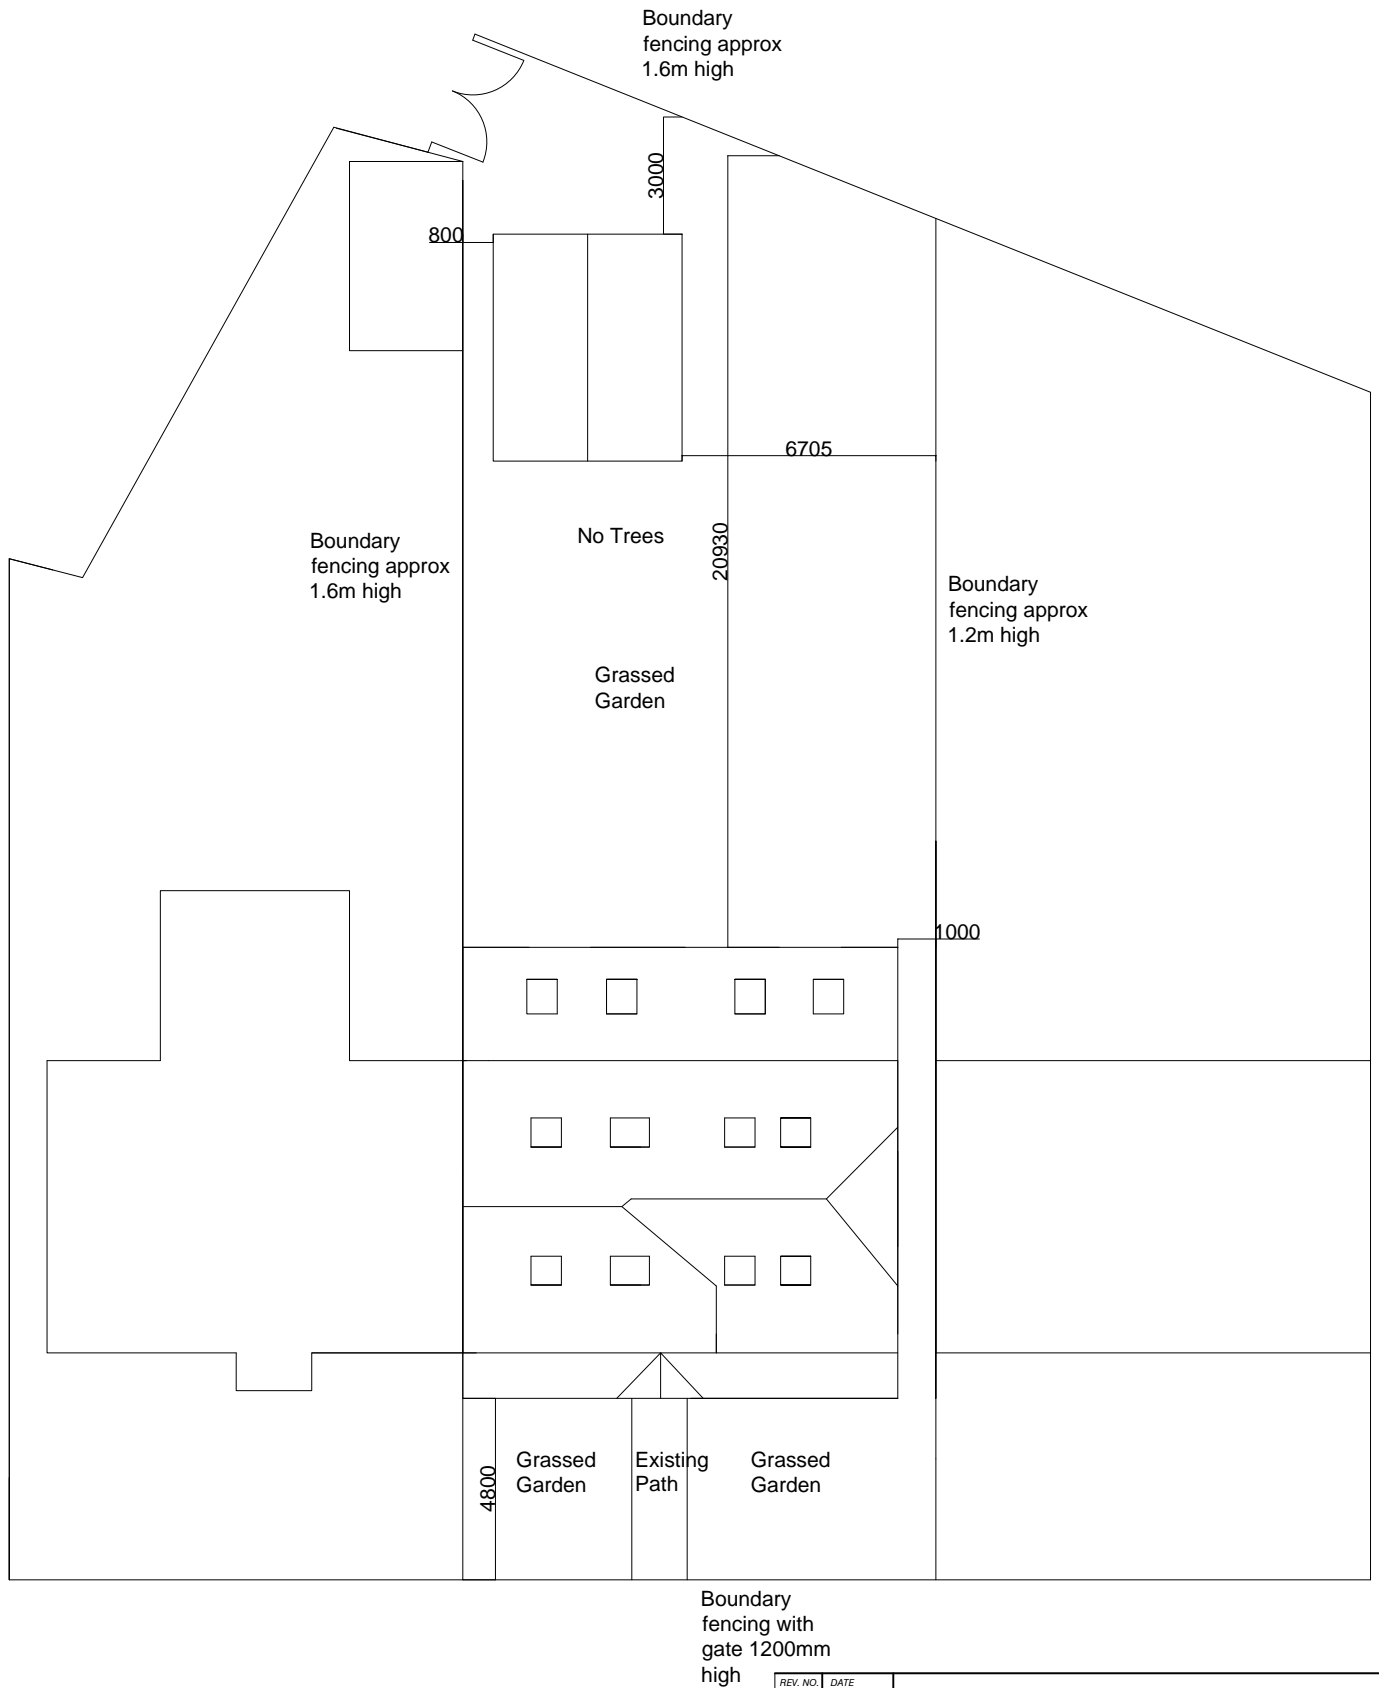 Boundary
fencing approx
1.6m high
3000
800
6705
No Trees
20930
Boundary
fencing approx
1.6m high
Boundary
fencing approx
1.2m high
Grassed
Garden
1000
Grassed
Garden
Existing
Path
Grassed
Garden
4800
Boundary
fencing with
gate 1200mm
high
REV. NO. DATE